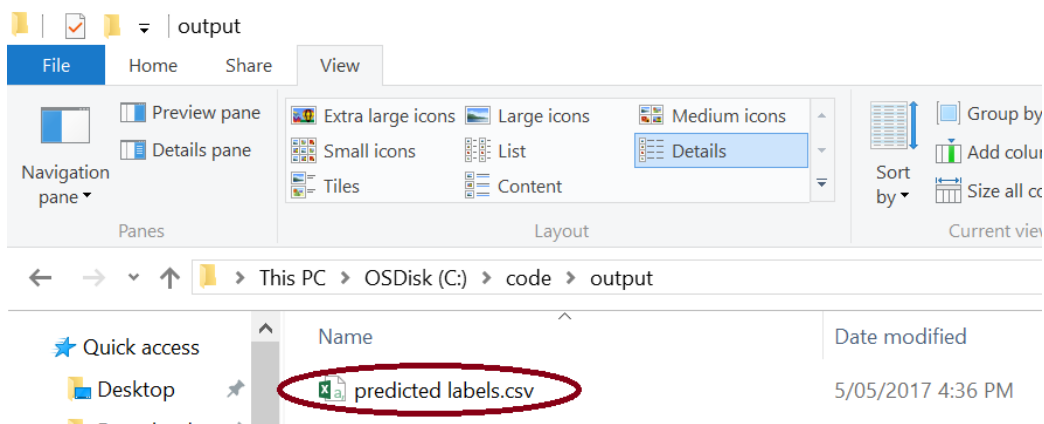 output
File Home Share View
Preview pane
Details pane
Navigation pane
Panes
Extra large icons Large icons Medium icons
Small icons List Details
Tiles Content
Layout
Sort by
Group by
Add colu
Size all co
Current view
This PC > OSDisk (C:) > code > output
Quick access
Desktop
Name Date modified
predicted labels.csv 5/05/2017 4:36 PM